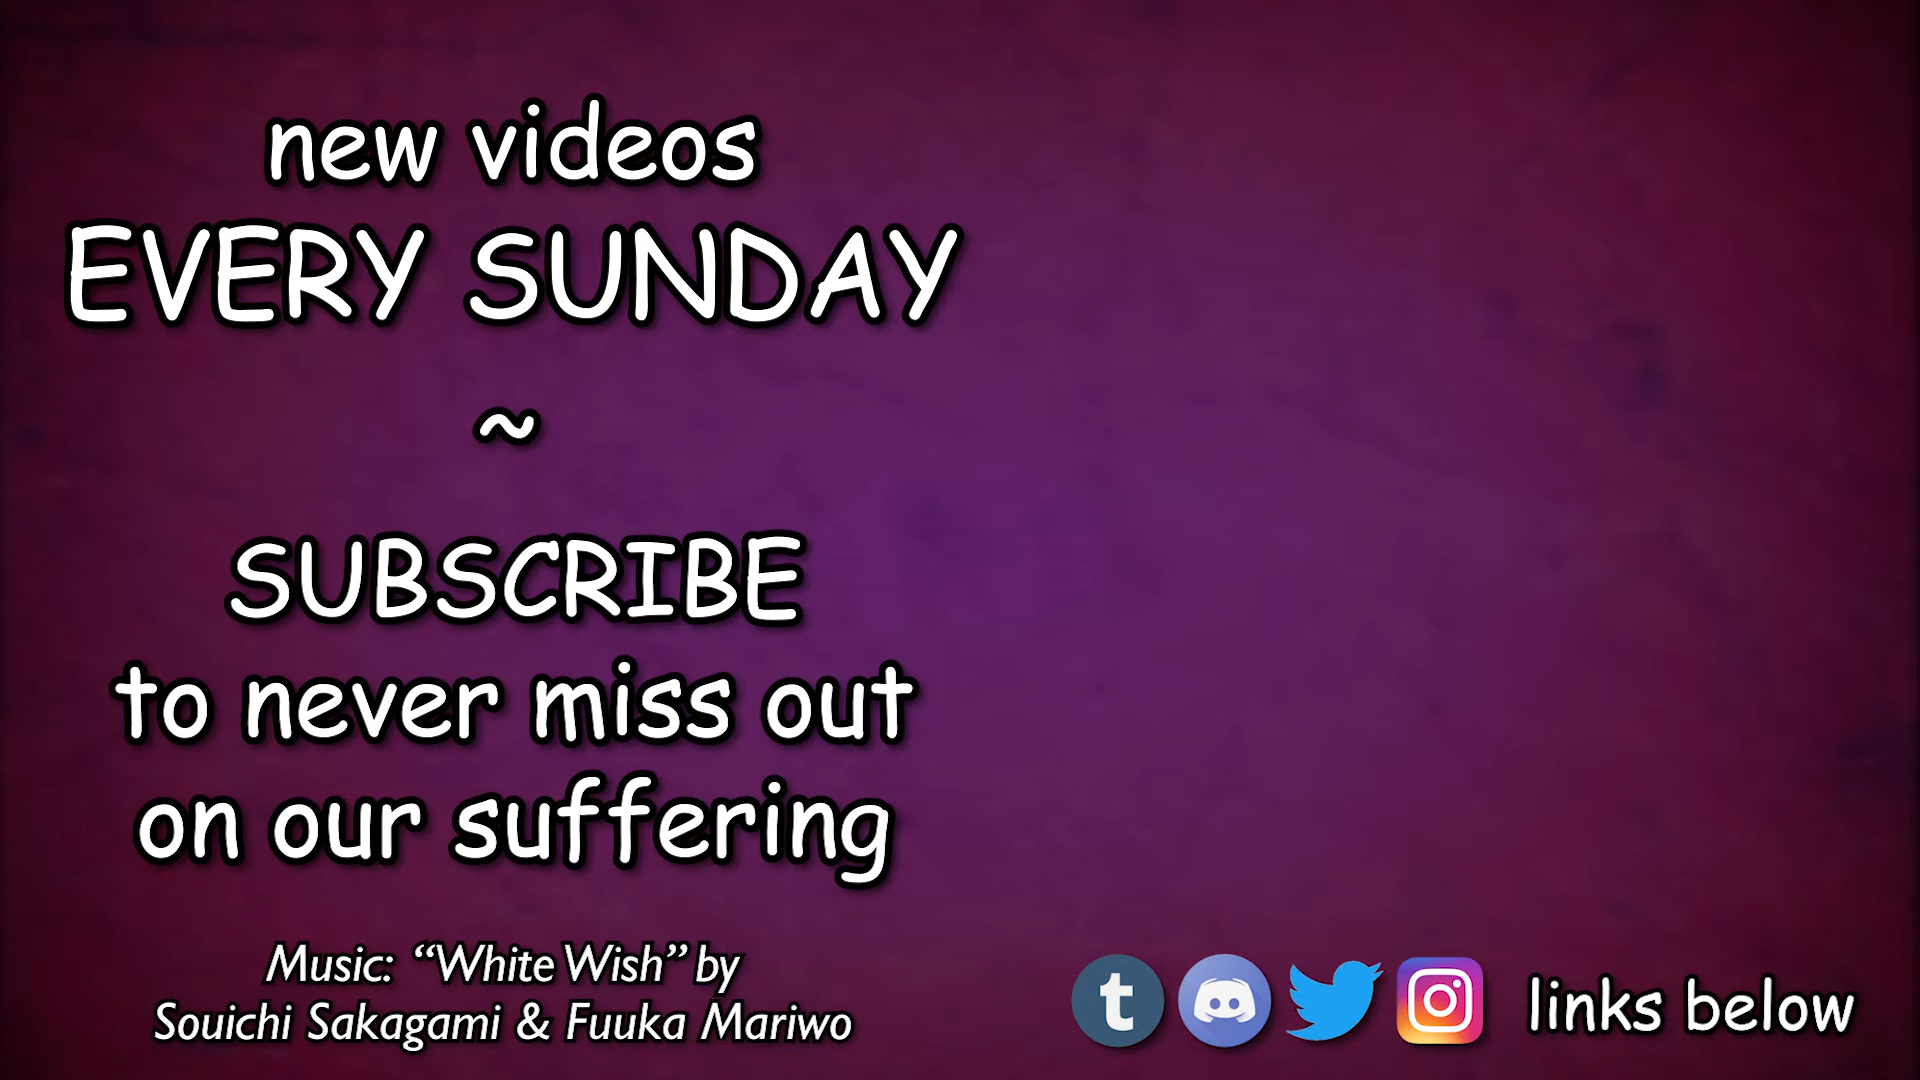 new videos
EVERY SUNDAY
~
SUBSCRIBE
to never miss out
on our suffering
Music: “White Wish” by
Souichi Sakagami & Fuuka Mariwo
t
links below